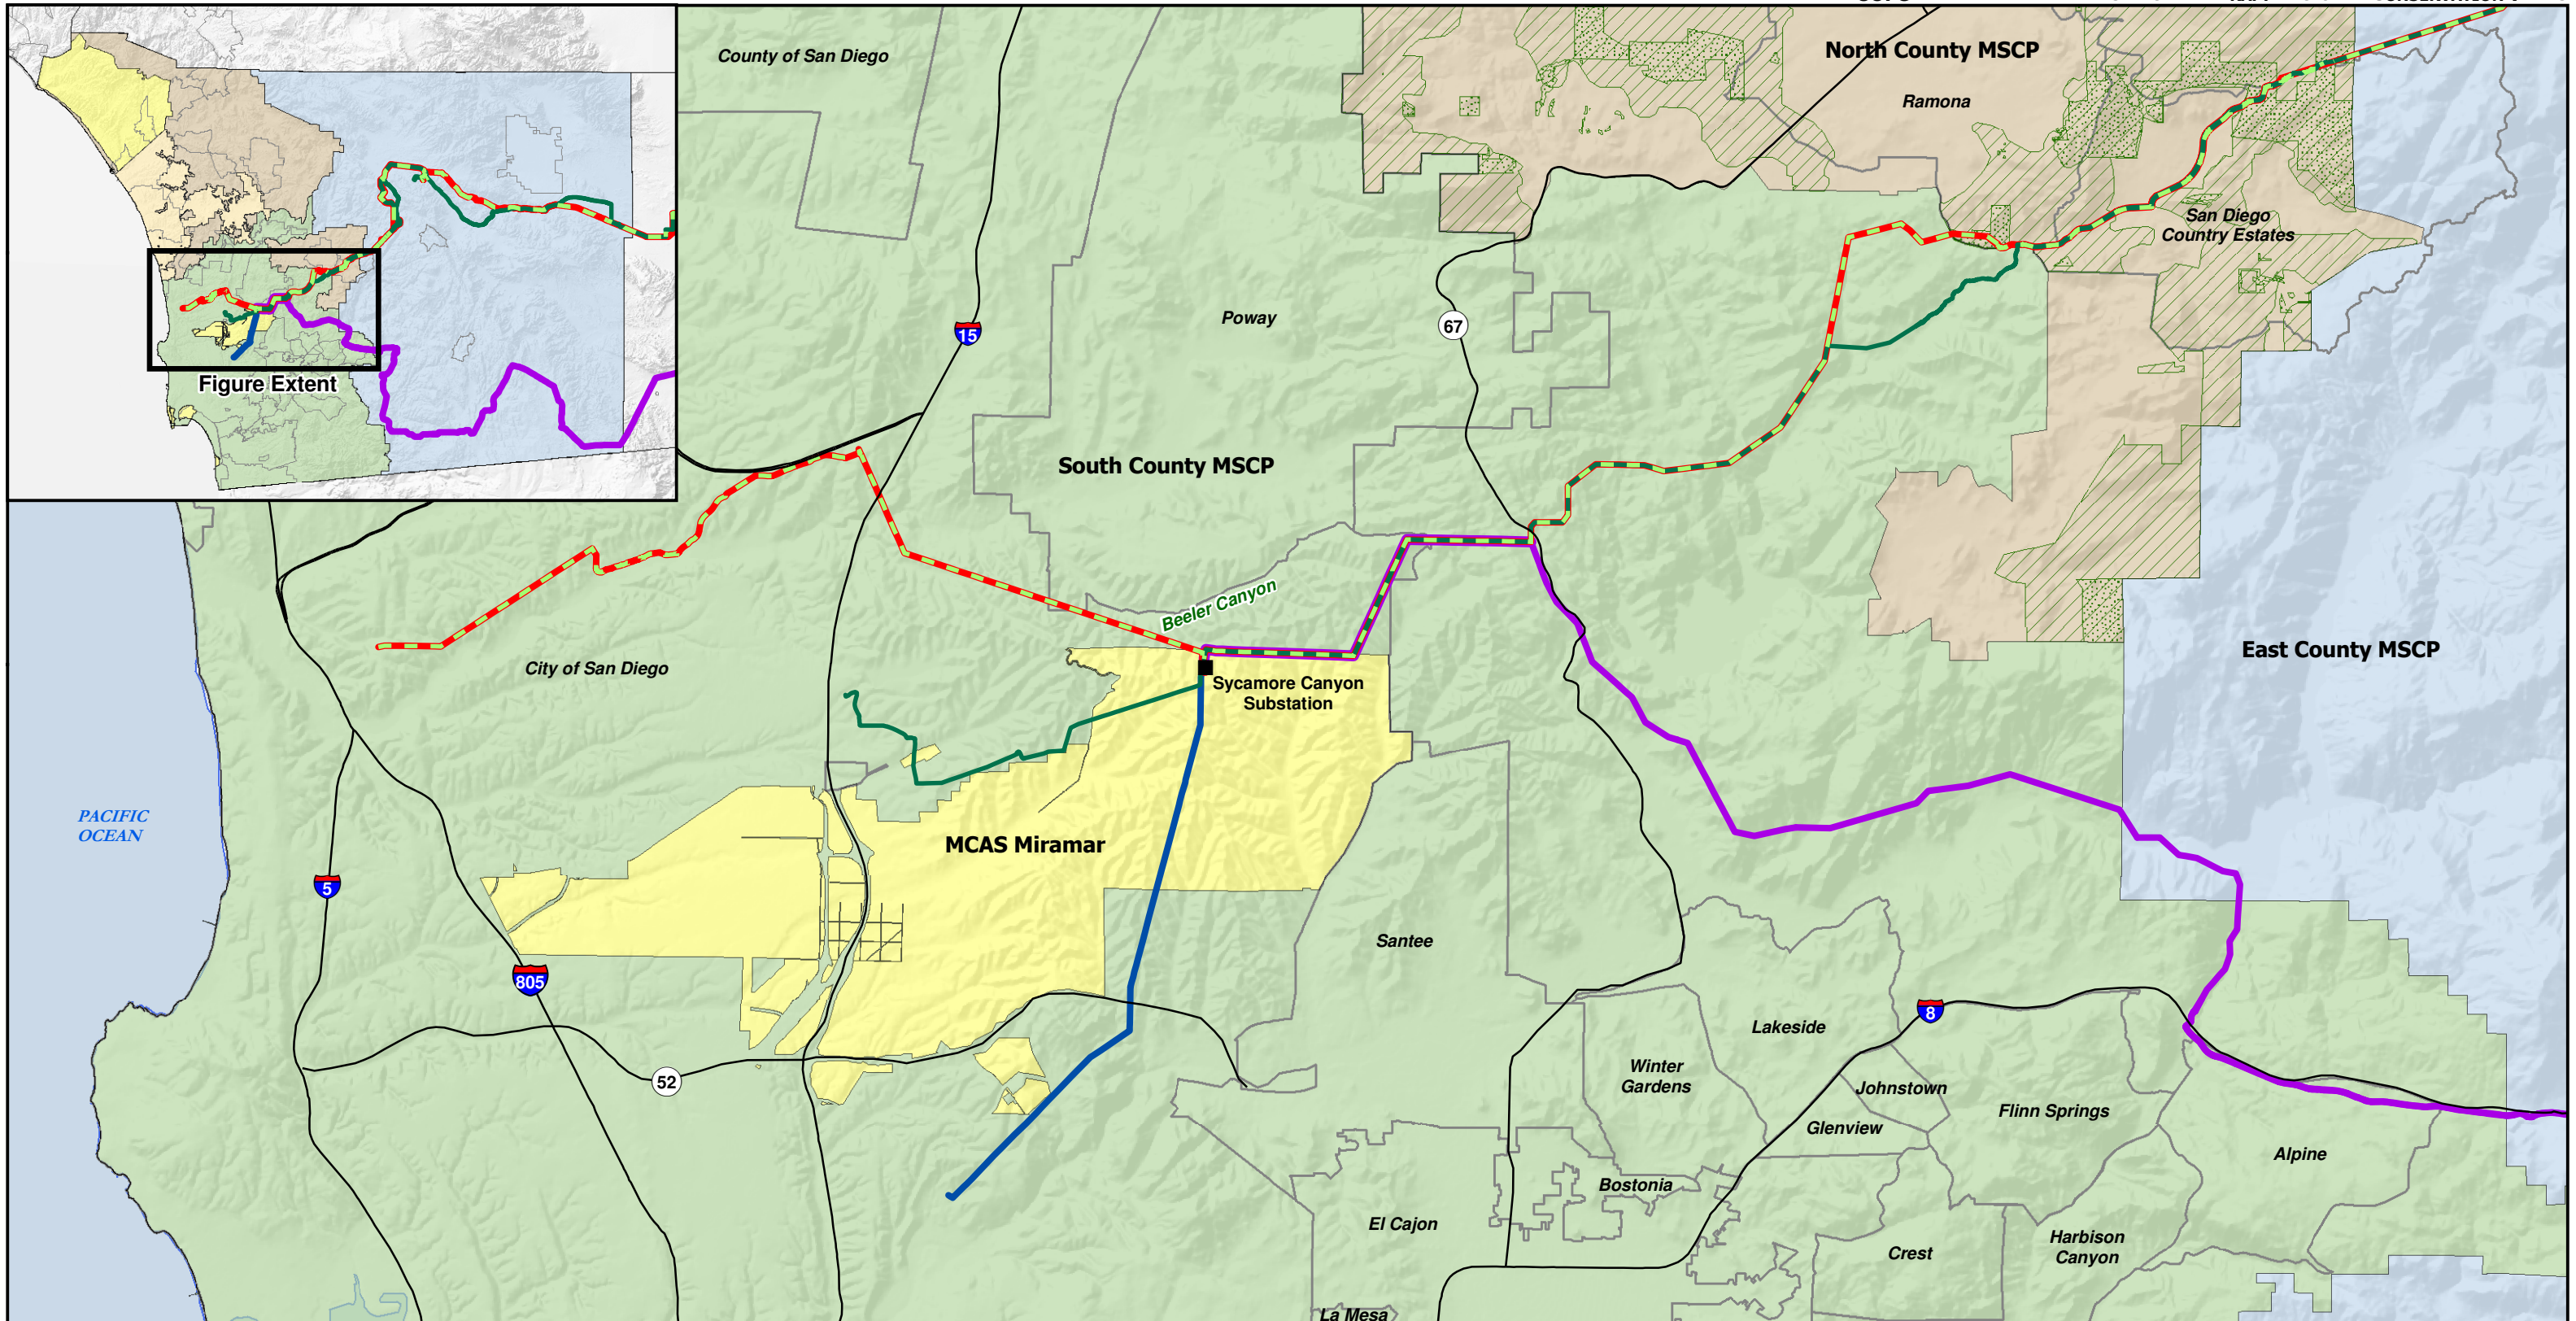 County of San Diego
North County MSCP
Ramona
San Diego
Country Estates
Figure Extent
15
67
Poway
South County MSCP
Beeler Canyon
City of San Diego
Sycamore Canyon
Substation
East County MSCP
PACIFIC
OCEAN
MCAS Miramar
5
805
52
Santee
8
Lakeside
Winter
Gardens
Johnstown
Glenview
Flinn Springs
Alpine
Bostonia
El Cajon
Crest
Harbison
Canyon
La Mesa